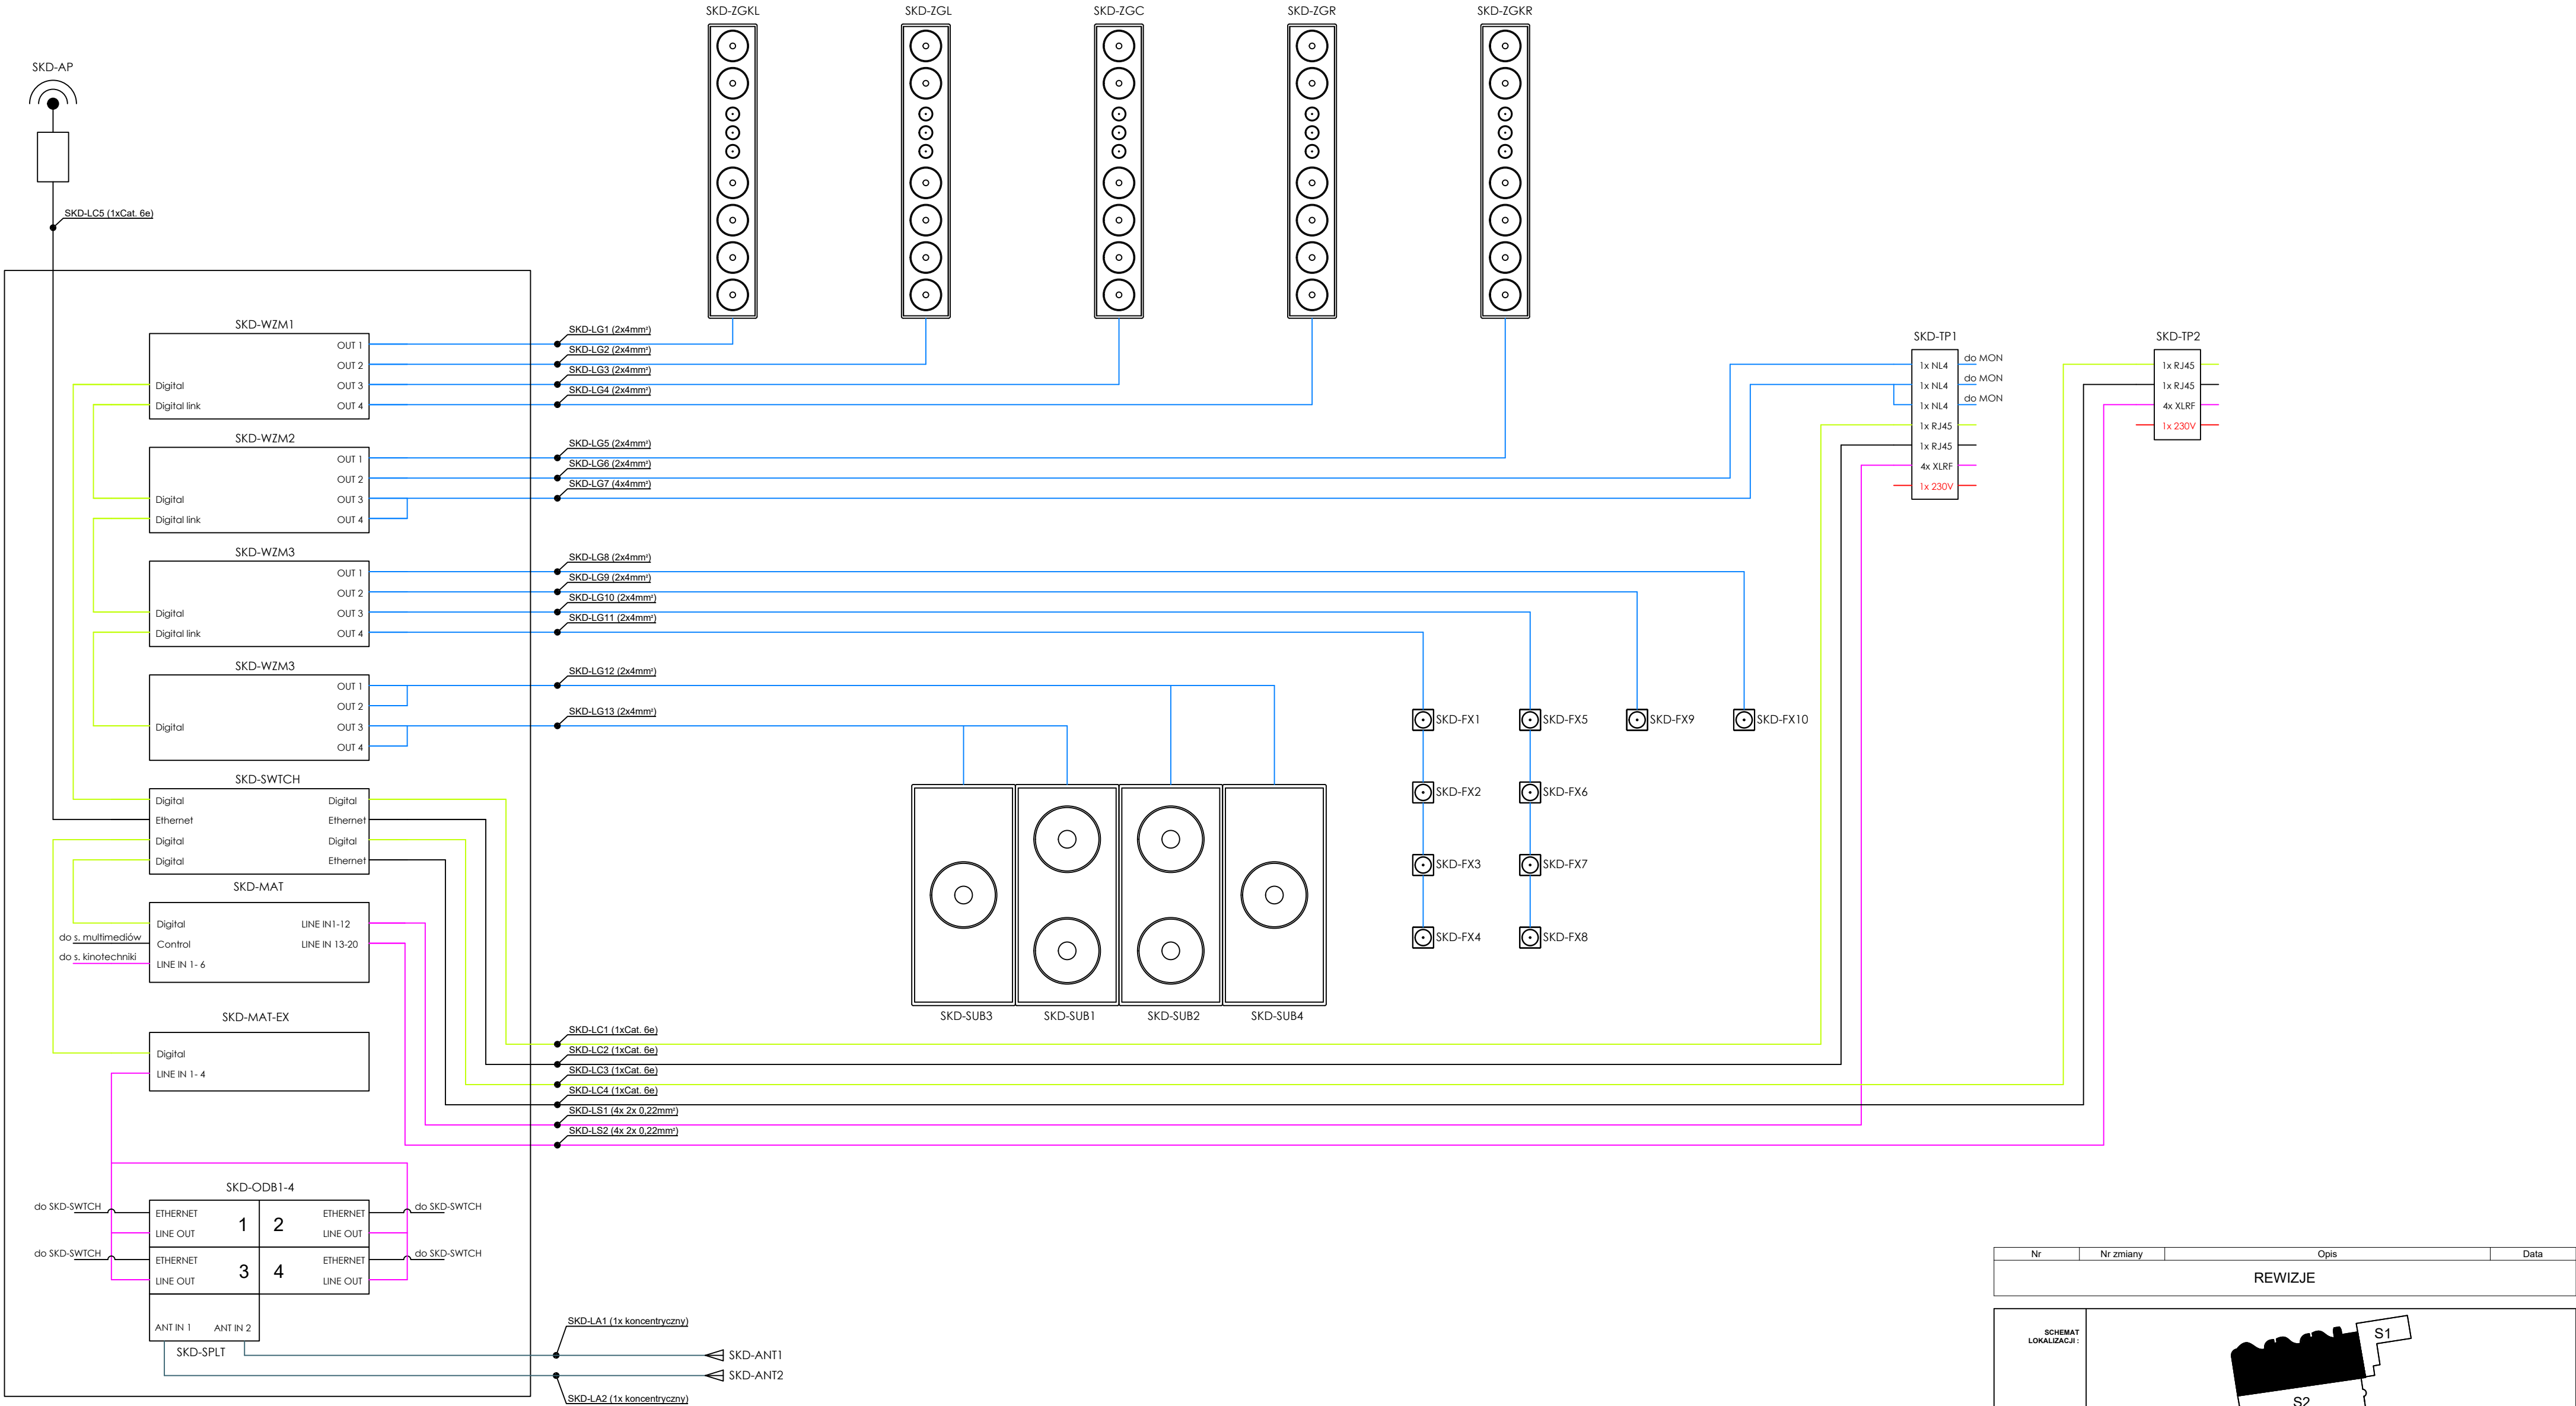 SKD-ZGKL
SKD-ZGL
SKD-ZGC
SKD-ZGR
SKD-ZGKR
SKD-AP
SKD-LC5 (1xCat. 6e)
SKD-WZM1
OUT 1
OUT 2
Digital
OUT 3
Digital link
OUT 4
SKD-LG1 (2x4mm²)
SKD-LG2 (2x4mm²)
SKD-LG3 (2x4mm²)
SKD-LG4 (2x4mm²)
SKD-WZM2
OUT 1
OUT 2
Digital
OUT 3
Digital link
OUT 4
SKD-LG5 (2x4mm²)
SKD-LG6 (2x4mm²)
SKD-LG7 (4x4mm²)
SKD-TP1
1x NL4
do MON
1x NL4
do MON
1x NL4
do MON
1x RJ45
1x RJ45
4x XLRF
1x 230V
SKD-TP2
1x RJ45
1x RJ45
4x XLRF
1x 230V
SKD-WZM3
OUT 1
OUT 2
Digital
OUT 3
Digital link
OUT 4
SKD-LG8 (2x4mm²)
SKD-LG9 (2x4mm²)
SKD-LG10 (2x4mm²)
SKD-LG11 (2x4mm²)
SKD-WZM3
OUT 1
OUT 2
Digital
OUT 3
OUT 4
SKD-LG12 (2x4mm²)
SKD-LG13 (2x4mm²)
SKD-FX1
SKD-FX5
SKD-FX9
SKD-FX10
SKD-FX2
SKD-FX6
SKD-FX3
SKD-FX7
SKD-FX4
SKD-FX8
SKD-SWTCH
Digital
Digital
Ethernet
Ethernet
Digital
Digital
Digital
Ethernet
SKD-MAT
Digital
LINE IN1-12
do s. multimediów
Control
LINE IN 13-20
do s. kinotechniki
LINE IN 1- 6
SKD-SUB3
SKD-SUB1
SKD-SUB2
SKD-SUB4
SKD-MAT-EX
Digital
LINE IN 1- 4
SKD-LC1 (1xCat. 6e)
SKD-LC2 (1xCat. 6e)
SKD-LC3 (1xCat. 6e)
SKD-LC4 (1xCat. 6e)
SKD-LS1 (4x 2x 0,22mm²)
SKD-LS2 (4x 2x 0,22mm²)
SKD-ODB1-4
do SKD-SWTCH
ETHERNET
1
2
ETHERNET
do SKD-SWTCH
LINE OUT
LINE OUT
do SKD-SWTCH
ETHERNET
3
4
ETHERNET
do SKD-SWTCH
LINE OUT
LINE OUT
ANT IN 1
ANT IN 2
SKD-SPLT
SKD-LA1 (1x koncentryczny)
SKD-ANT1
SKD-ANT2
SKD-LA2 (1x koncentryczny)
Nr
Nr zmiany
Opis
Data
REWIZJE
SCHEMAT
LOKALIZACJI :
S1
S2